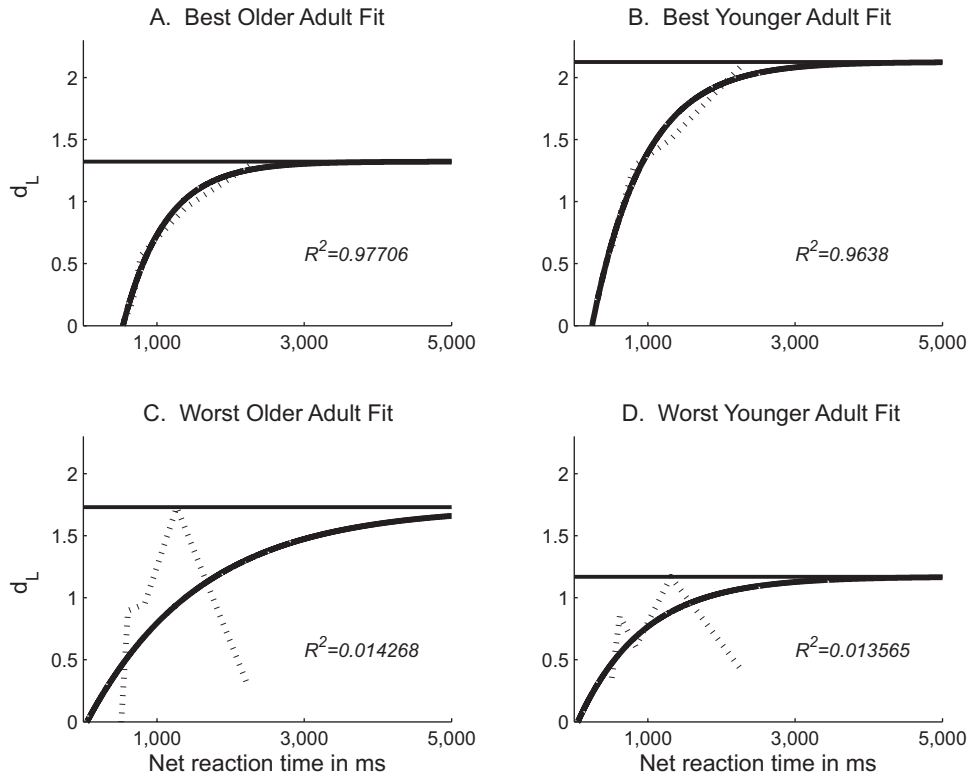 A. Best Older Adult Fit
B. Best Younger Adult Fit
d_L
2
1.5
1
0.5
0
R²=0.97706
1,000
3,000
5,000
2
1.5
1
0.5
0
R²=0.9638
1,000
3,000
5,000
C. Worst Older Adult Fit
D. Worst Younger Adult Fit
d_L
2
1.5
1
0.5
0
R²=0.014268
1,000
3,000
5,000
Net reaction time in ms
2
1.5
1
0.5
0
R²=0.013565
1,000
3,000
5,000
Net reaction time in ms